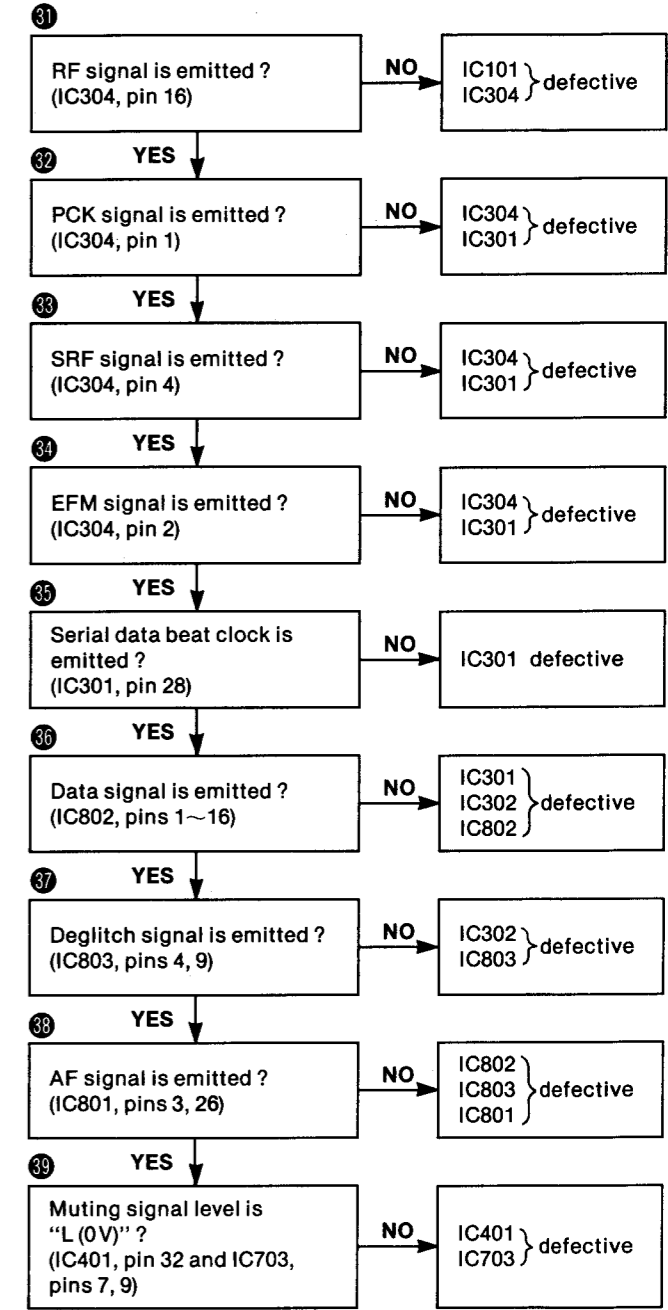 31
RF signal is emitted ?
(IC304, pin 16)
NO
IC101
IC304
defective
YES
32
PCK signal is emitted ?
(IC304, pin 1)
NO
IC304
IC301
defective
YES
33
SRF signal is emitted ?
(IC304, pin 4)
NO
IC304
IC301
defective
YES
34
EFM signal is emitted ?
(IC304, pin 2)
NO
IC304
IC301
defective
YES
35
Serial data beat clock is
emitted ?
(IC301, pin 28)
NO
IC301 defective
YES
36
Data signal is emitted ?
(IC802, pins 1~16)
NO
IC301
IC302
IC802
defective
YES
37
Deglitch signal is emitted ?
(IC803, pins 4, 9)
NO
IC302
IC803
defective
YES
38
AF signal is emitted ?
(IC801, pins 3, 26)
NO
IC802
IC803
IC801
defective
YES
39
Muting signal level is
“L (0 V)” ?
(IC401, pin 32 and IC703,
pins 7, 9)
NO
IC401
IC703
defective